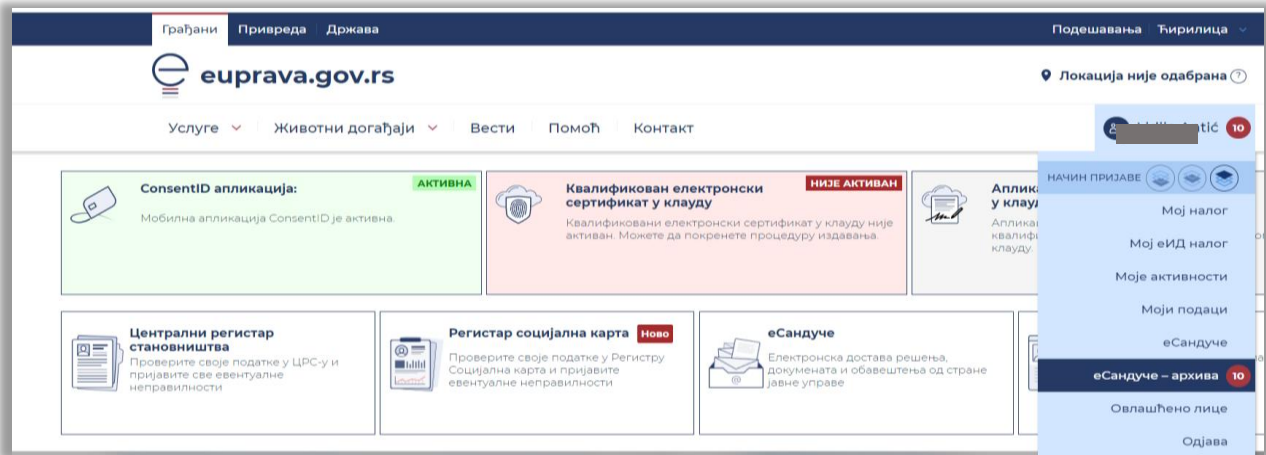 Грађани Привреда Држава
Подешавања Ћирилица
euprava.gov.rs
Локација није одабрана ?
Услуге Животни догађаји Вести Помоћ Контакт
10
ConsentID апликација:
АКТИВНА
Мобилна апликација ConsentID је активна.
Квалификован електронски
сертификат у клауду
НИЈЕ АКТИВАН
Квалификовани електронски сертификат у клауду није
активан. Можете да покренете процедуру издавања.
у
клауду.
НАЧИН ПРИЈАВЕ
Мој налог
Мој еИД налог
Моје активности
Моји подаци
еСандуче
еСандуче – архива 10
Овлашћено лице
Одјава
Централни регистар
становништва
Проверите своје податке у ЦРС-у и
пријавите све евентуалне
неправилности
Регистар социјална карта Ново
Проверите своје податке у Регистру
Социјална карта и пријавите
евентуалне неправилности
еСандуче
Електронска достава решења,
докумената и обавештења од стране
јавне управе